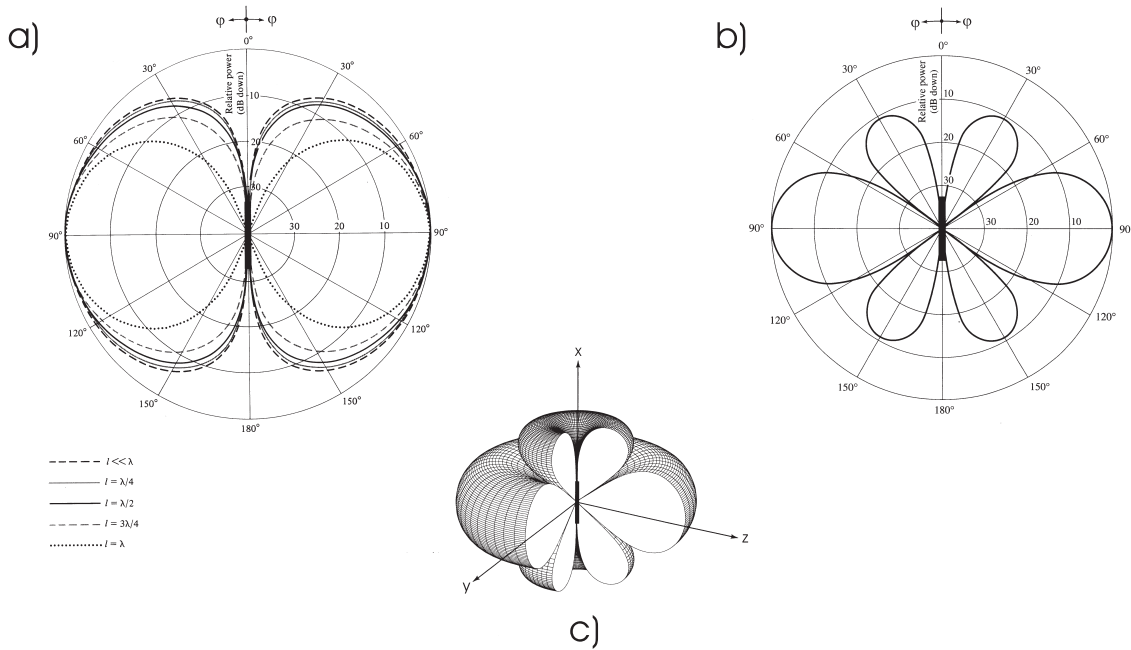 a)
φ φ
0°
30° 30°
60° 60°
90° 90°
120° 120°
150° 150°
180°
Relative power
(dB down)
10
20
30
30 20 10
l << λ
l = λ/4
l = λ/2
l = 3λ/4
l = λ
b)
φ φ
0°
30° 30°
60° 60°
90° 90
120° 120°
150° 150°
180°
Relative power
(dB down)
10
20
30
30 20 10
x
y
z
c)